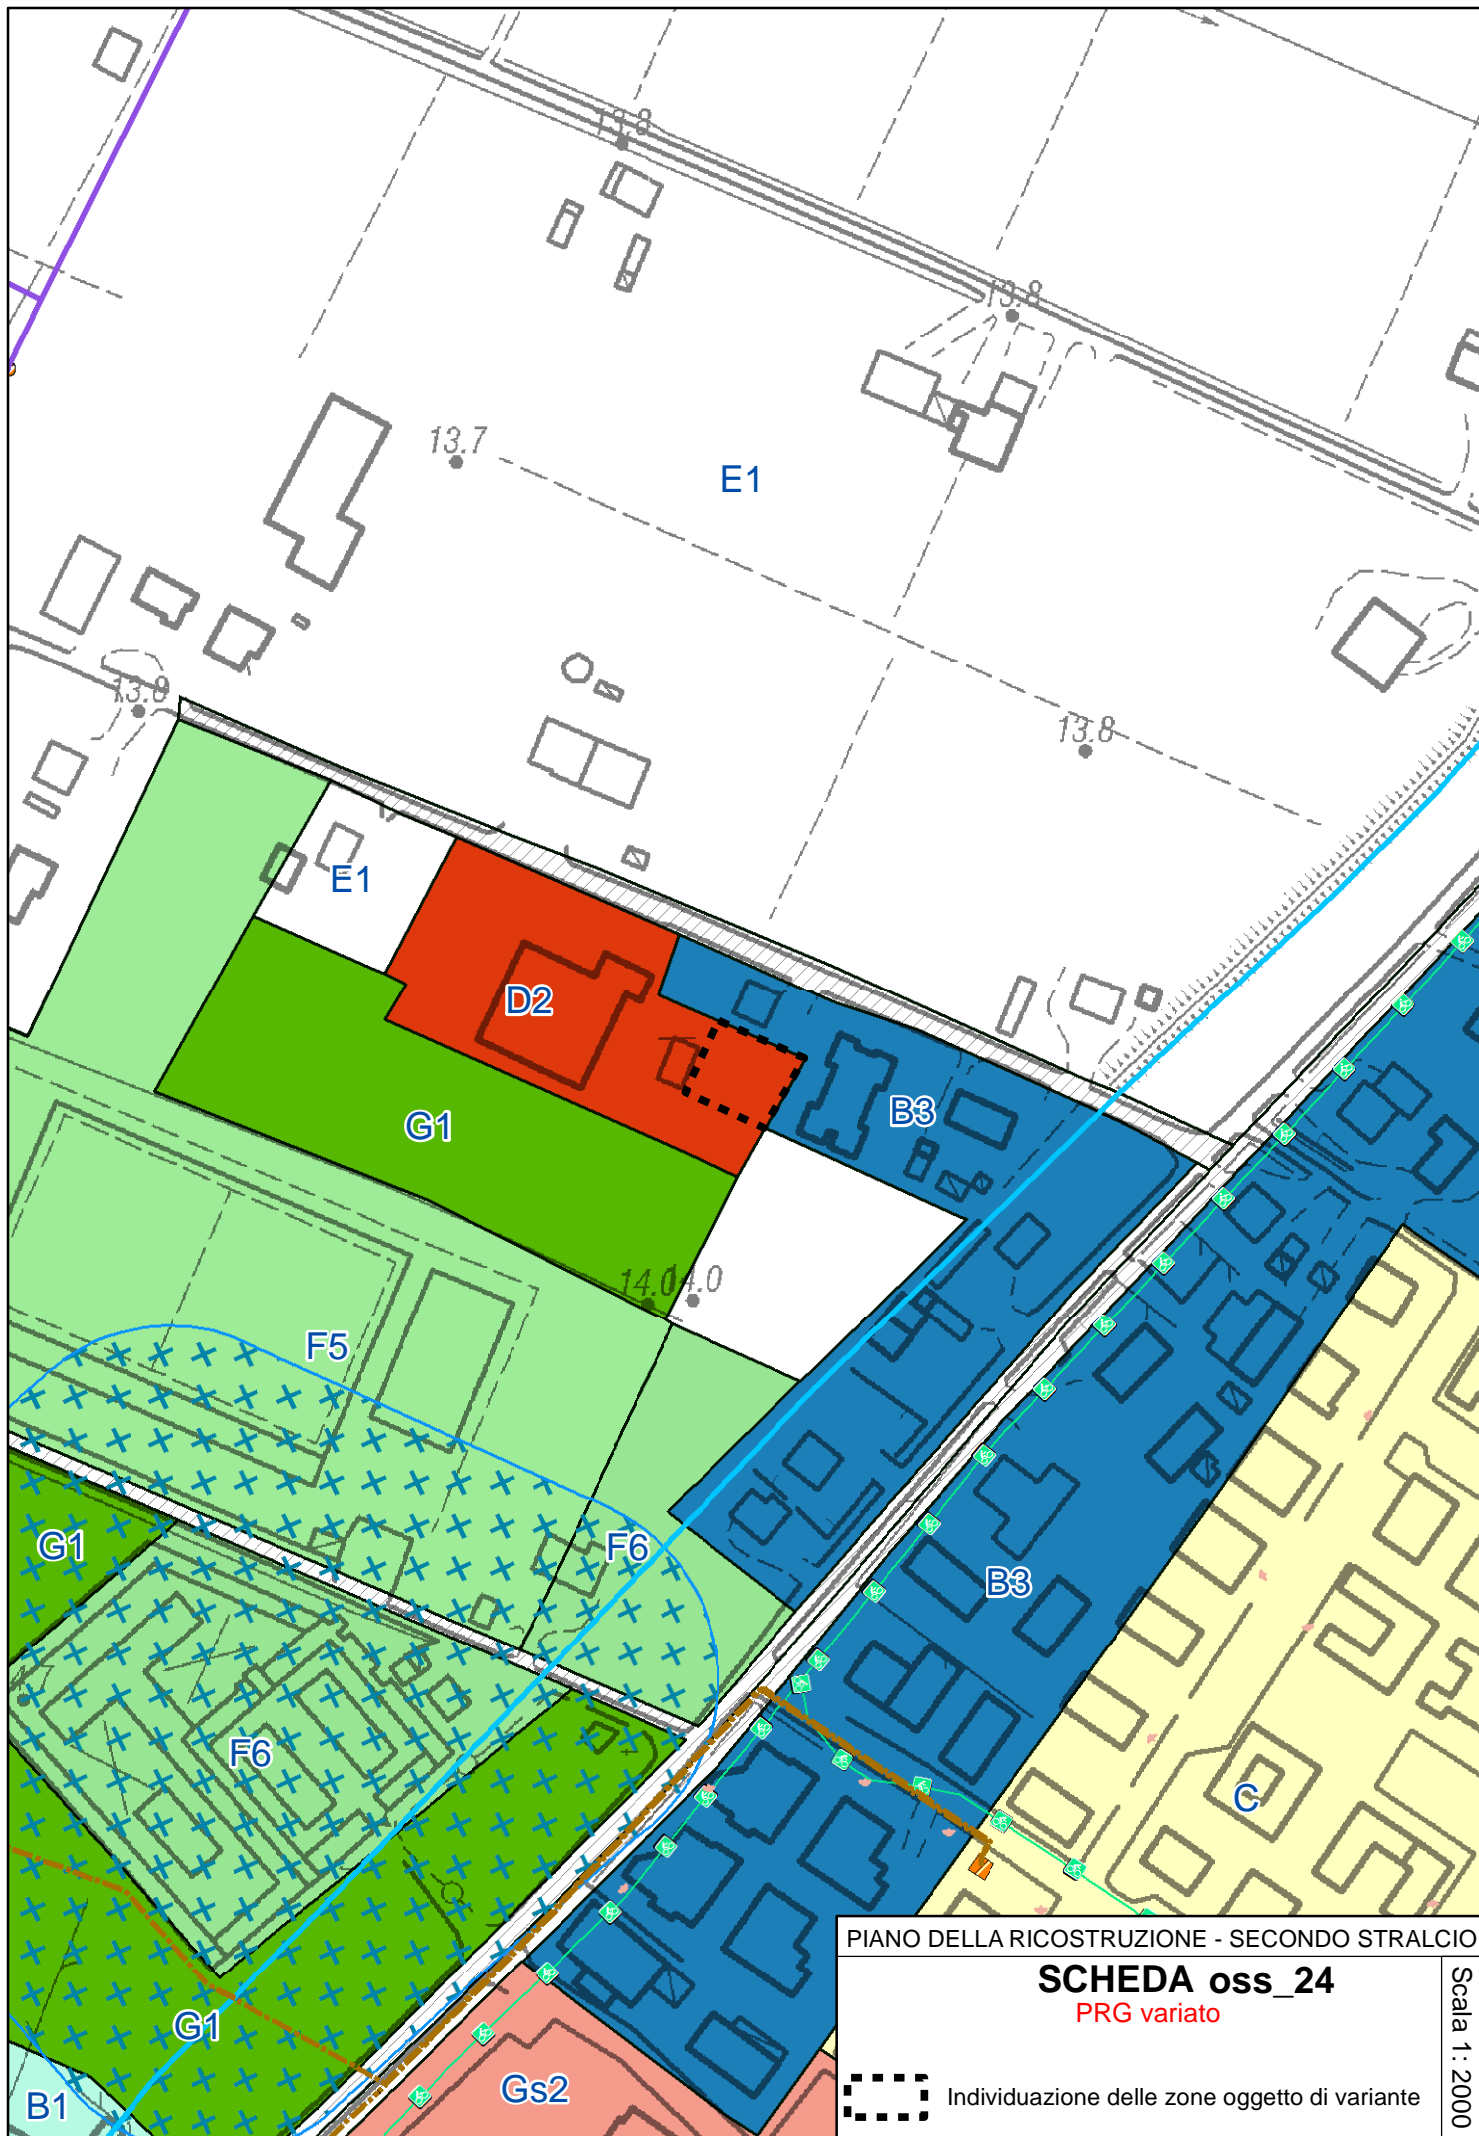 13.8
13.8
13.7
E1
13.8
E1
D2
B3
G1
14.0
14.0
F5
G1
F6
B3
F6
C
G1
Gs2
B1
PIANO DELLA RICOSTRUZIONE - SECONDO STRALCIO
SCHEDA oss_24
PRG variato
Individuazione delle zone oggetto di variante
Scala 1: 2000